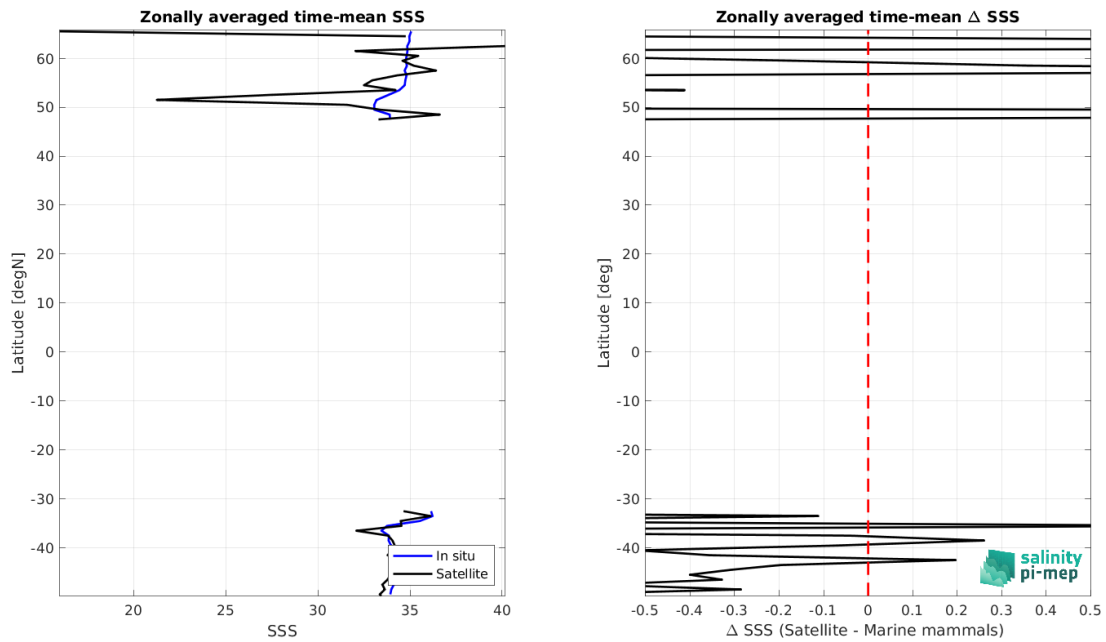 Zonally averaged time-mean SSS
60
50
40
30
20
10
0
-10
-20
-30
-40
Latitude [degN]
In situ
Satellite
20 25 30 35 40
SSS
Zonally averaged time-mean Δ SSS
60
50
40
30
20
10
0
-10
-20
-30
-40
Latitude [deg]
salinity
pi-mep
-0.5 -0.4 -0.3 -0.2 -0.1 0 0.1 0.2 0.3 0.4 0.5
Δ SSS (Satellite - Marine mammals)